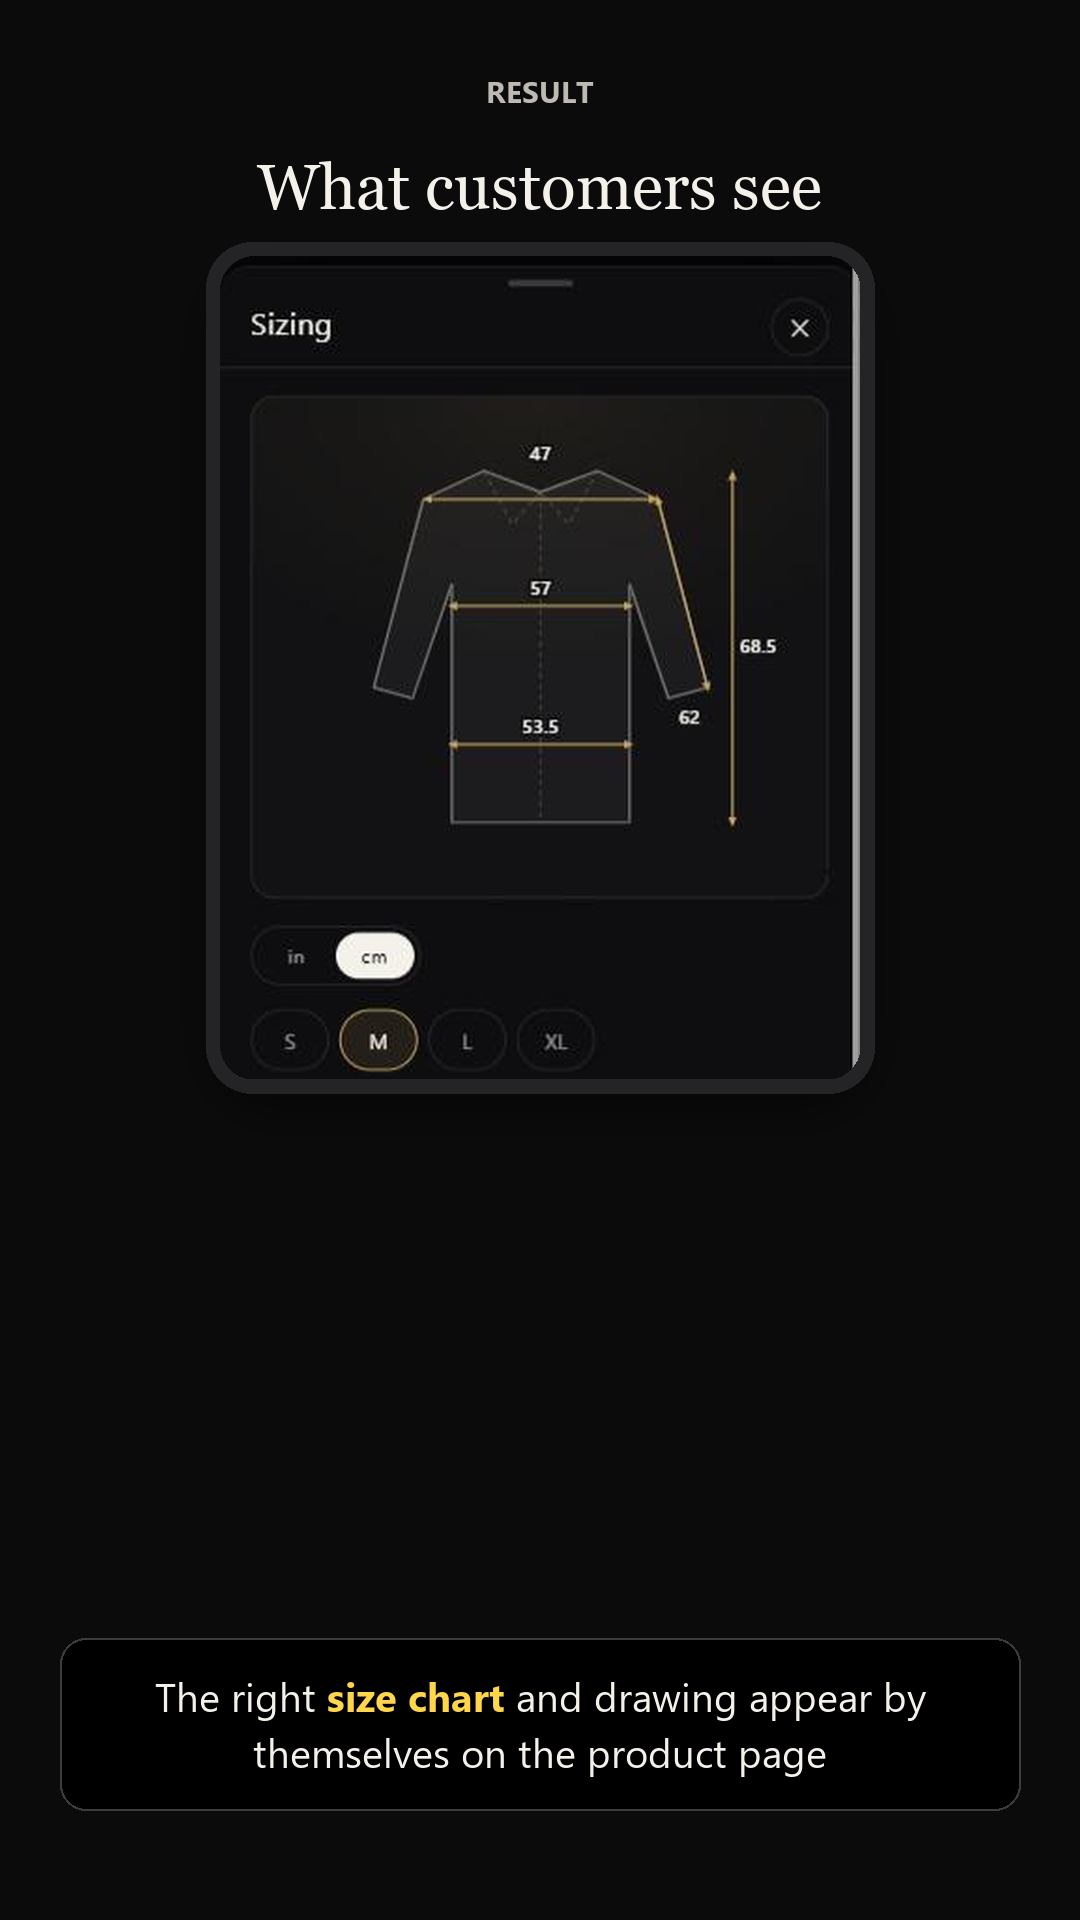 RESULT
What customers see
Sizing
47
57
68.5
62
53.5
in cm
S M L XL
The right size chart and drawing appear by
themselves on the product page